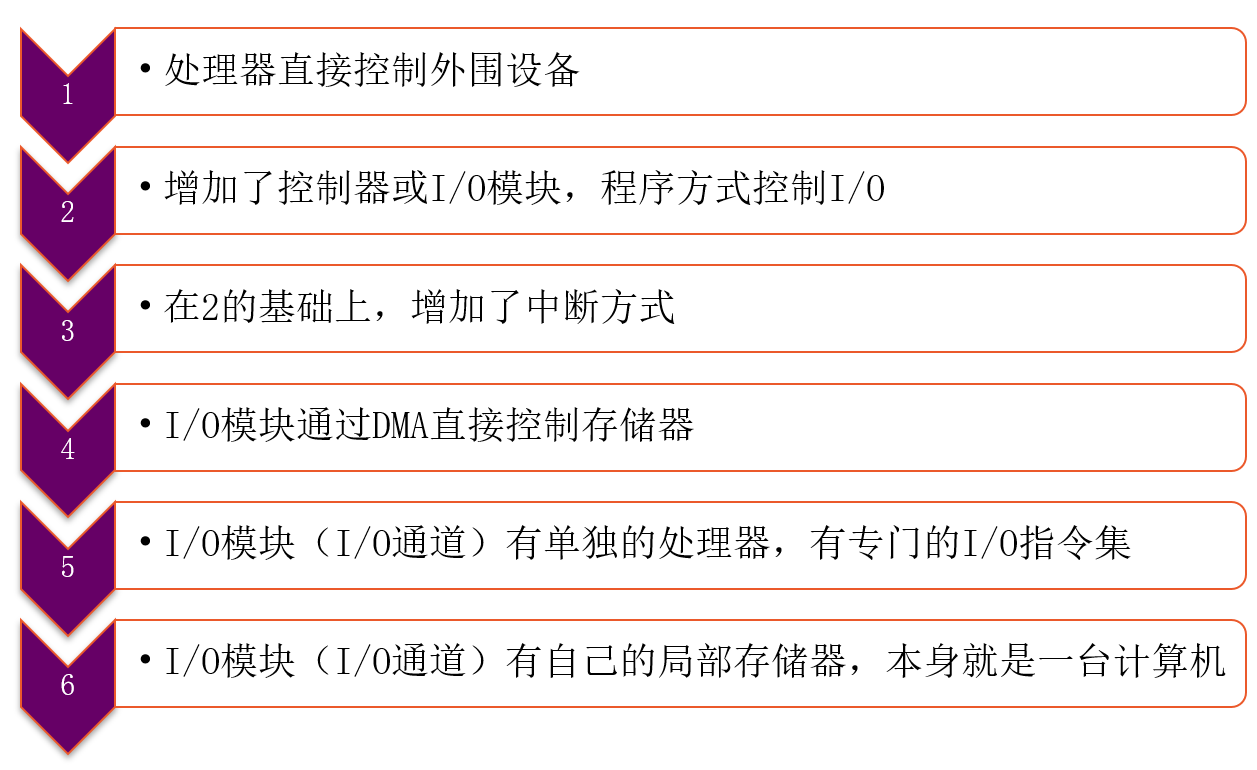 1
•处理器直接控制外围设备
2
•增加了控制器或I/O模块，程序方式控制I/O
3
•在2的基础上，增加了中断方式
4
•I/O模块通过DMA直接控制存储器
5
•I/O模块（I/O通道）有单独的处理器，有专门的I/O指令集
6
•I/O模块（I/O通道）有自己的局部存储器，本身就是一台计算机